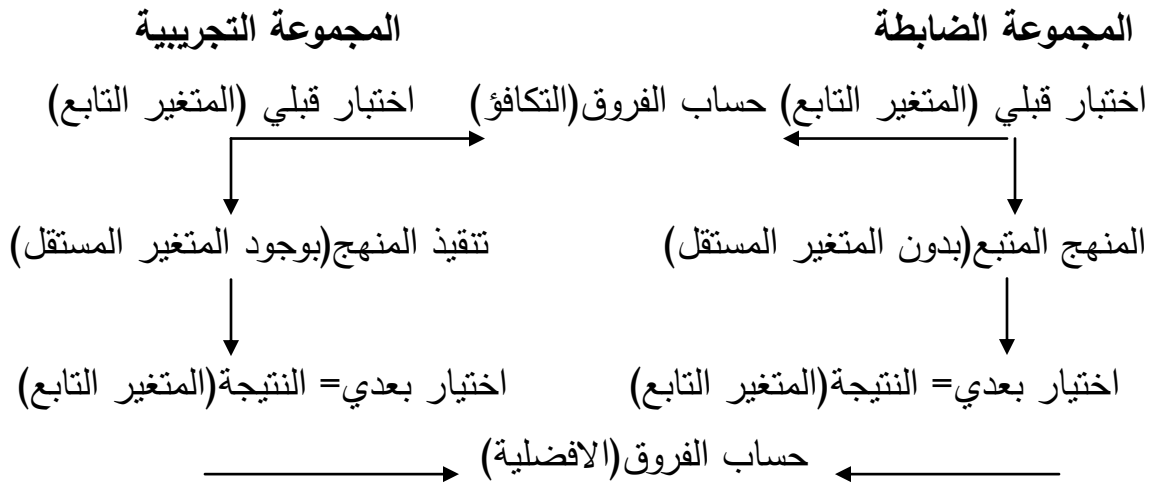 المجموعة الضابطة المجموعة التجريبية
اختبار قبلي (المتغير التابع) حساب الفروق(التكافؤ) اختبار قبلي (المتغير التابع)
المنهج المتبع(بدون المتغير المستقل) تنقيذ المنهج(بوجود المتغير المستقل)
اختيار بعدي= النتيجة(المتغير التابع) اختيار بعدي= النتيجة(المتغير التابع)
حساب الفروق(الافضلية)